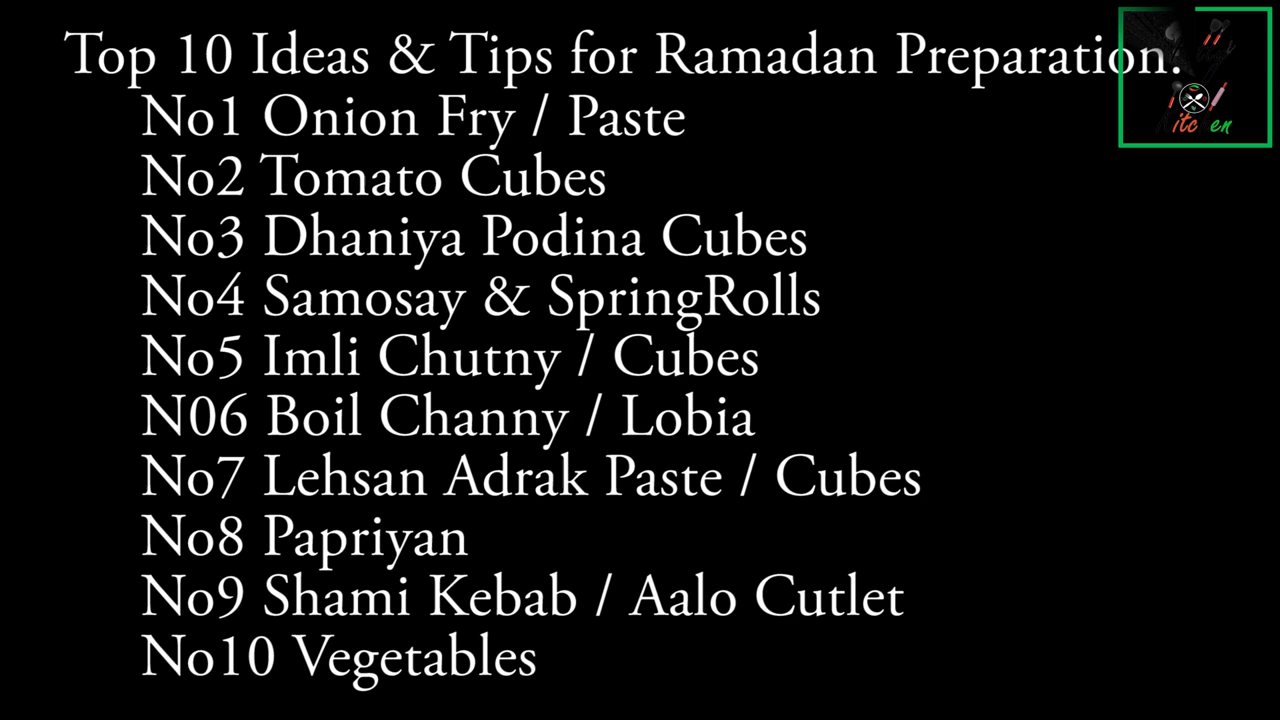 Top 10 Ideas & Tips for Ramadan Preparation.
No1 Onion Fry / Paste
No2 Tomato Cubes
No3 Dhaniya Podina Cubes
No4 Samosay & SpringRolls
No5 Imli Chutny / Cubes
N06 Boil Channy / Lobia
No7 Lehsan Adrak Paste / Cubes
No8 Papriyan
No9 Shami Kebab / Aalo Cutlet
No10 Vegetables
itc en